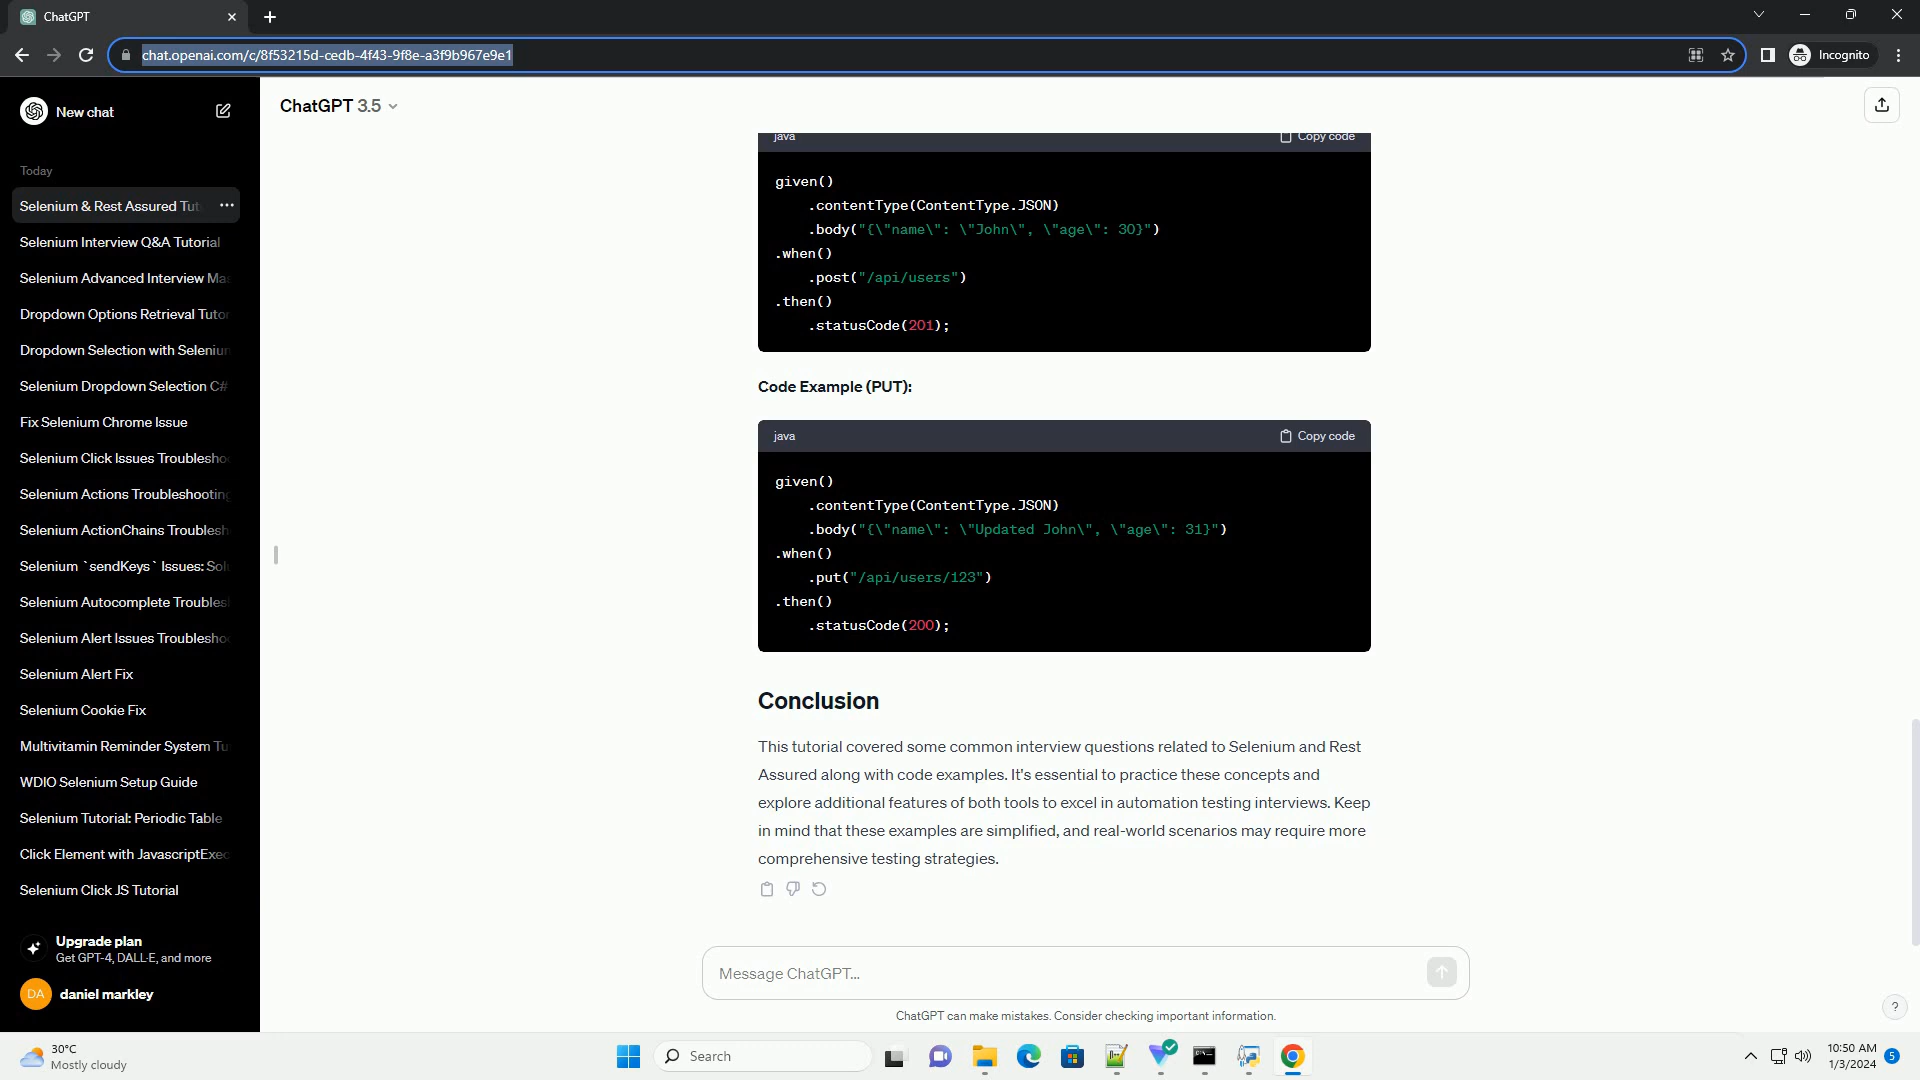 ChatGPT
chat.openai.com/c/8f53215d-cedb-4f43-9f8e-a3f9b967e9e1
Incognito
New chat
Today
Selenium & Rest Assured Tut
Selenium Interview Q&A Tutorial
Selenium Advanced Interview Mas
Dropdown Options Retrieval Tutor
Dropdown Selection with Selenium
Selenium Dropdown Selection C#
Fix Selenium Chrome Issue
Selenium Click Issues Troubleshoo
Selenium Actions Troubleshooting
Selenium ActionChains Troublesh
Selenium `sendKeys` Issues: Solu
Selenium Autocomplete Troubles
Selenium Alert Issues Troubleshoo
Selenium Alert Fix
Selenium Cookie Fix
Multivitamin Reminder System Tu
WDIO Selenium Setup Guide
Selenium Tutorial: Periodic Table
Click Element with JavascriptExec
Selenium Click JS Tutorial
Upgrade plan
Get GPT-4, DALL·E, and more
DA
daniel markley
ChatGPT 3.5
java
Copy code
given()
.contentType(ContentType.JSON)
.body("{\"name\": \"John\", \"age\": 30}")
.when()
.post("/api/users")
.then()
.statusCode(201);
Code Example (PUT):
java
Copy code
given()
.contentType(ContentType.JSON)
.body("{\"name\": \"Updated John\", \"age\": 31}")
.when()
.put("/api/users/123")
.then()
.statusCode(200);
Conclusion
This tutorial covered some common interview questions related to Selenium and Rest
Assured along with code examples. It's essential to practice these concepts and
explore additional features of both tools to excel in automation testing interviews. Keep
in mind that these examples are simplified, and real-world scenarios may require more
comprehensive testing strategies.
Message ChatGPT...
ChatGPT can make mistakes. Consider checking important information.
?
30°C
Mostly cloudy
Search
10:50 AM
1/3/2024
5